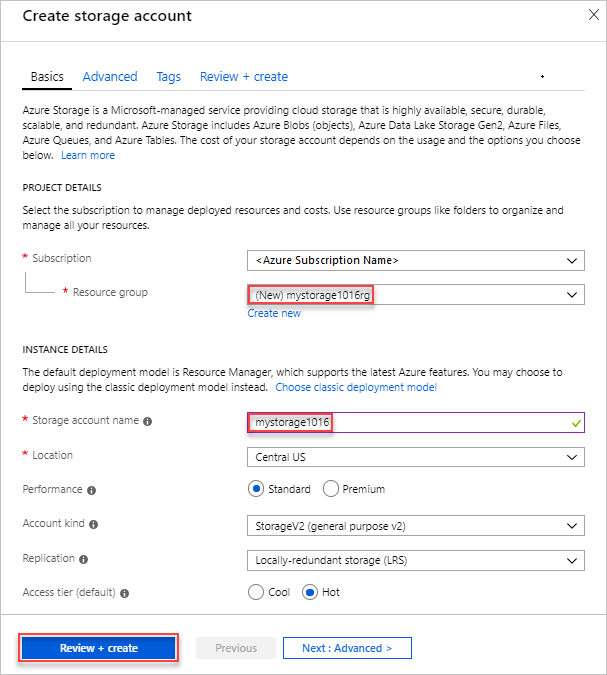 Create storage account
Basics Advanced Tags Review + create
Azure Storage is a Microsoft-managed service providing cloud storage that is highly available, secure, durable,
scalable, and redundant. Azure Storage includes Azure Blobs (objects), Azure Data Lake Storage Gen2, Azure Files,
Azure Queues, and Azure Tables. The cost of your storage account depends on the usage and the options you choose
below. Learn more
PROJECT DETAILS
Select the subscription to manage deployed resources and costs. Use resource groups like folders to organize and
manage all your resources.
* Subscription <Azure Subscription Name>
* Resource group (New) mystorage1016rg
Create new
INSTANCE DETAILS
The default deployment model is Resource Manager, which supports the latest Azure features. You may choose to
deploy using the classic deployment model instead. Choose classic deployment model
* Storage account name mystorage1016
* Location Central US
Performance Standard Premium
Account kind StorageV2 (general purpose v2)
Replication Locally-redundant storage (LRS)
Access tier (default) Cool Hot
Review + create Previous Next : Advanced >